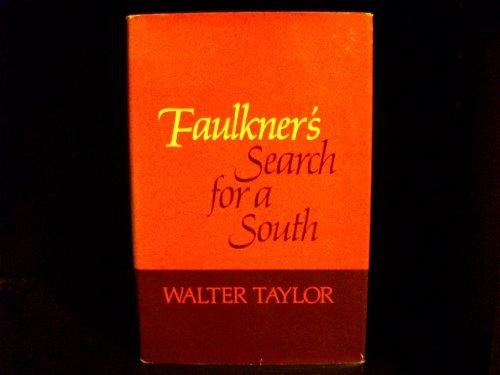 Faulkner's
Search
for a
South
WALTER TAYLOR